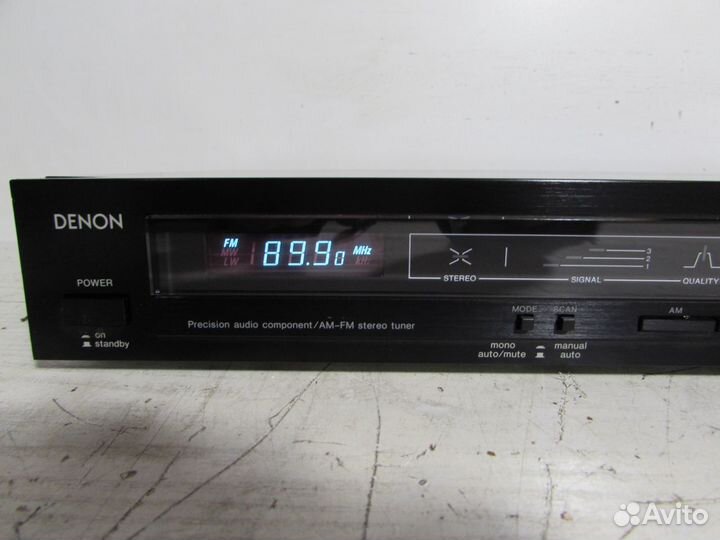 DENON
FM
MW
LW
89.90
MHz
kHz
3
2
1
STEREO
SIGNAL
QUALITY
POWER
on
standby
Precision audio component/AM-FM stereo tuner
MODE
SCAN
AM
mono
manual
auto/mute
auto
Avito